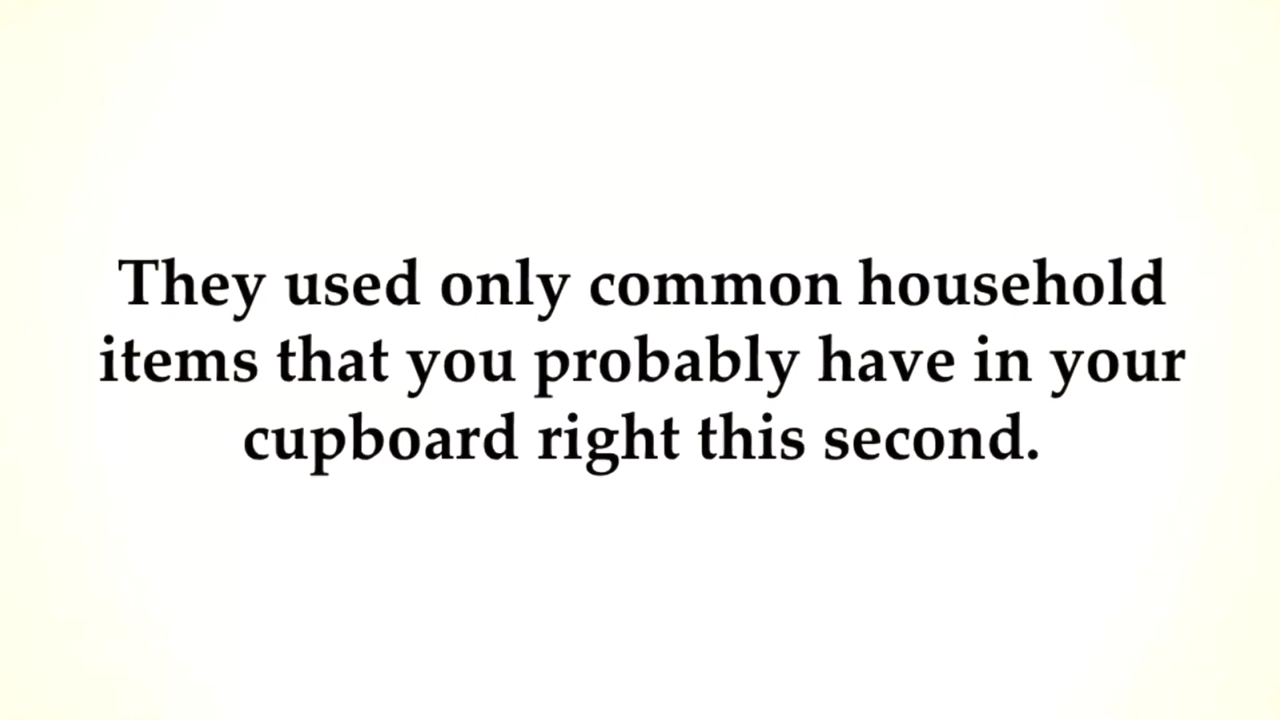 They used only common household
items that you probably have in your
cupboard right this second.